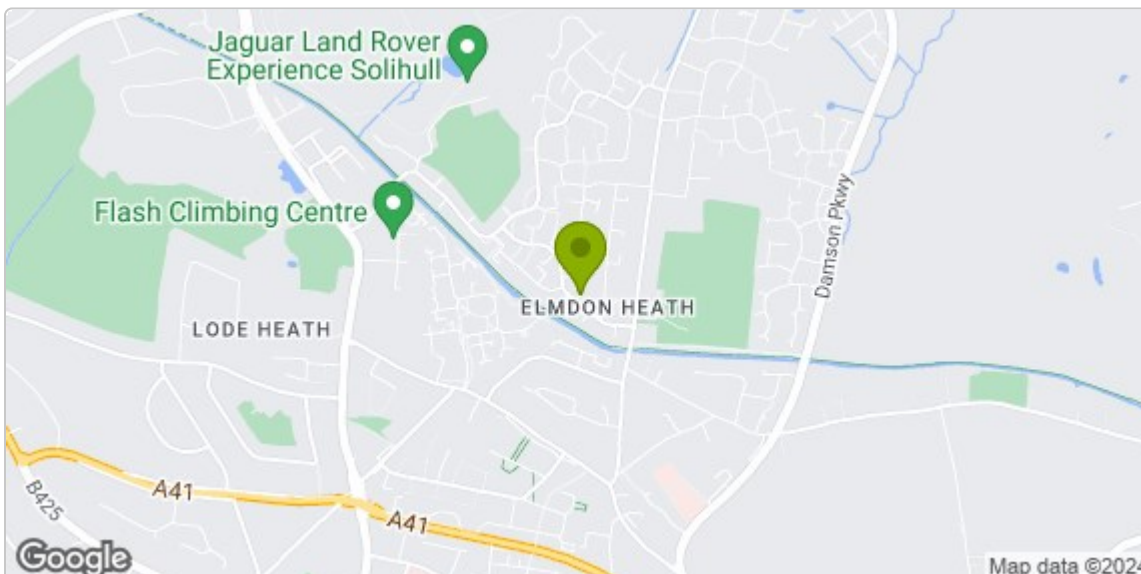 Jaguar Land Rover
Experience Solihull
Flash Climbing Centre
Damson Pkwy
ELMDON HEATH
LODE HEATH
A41
B425
A41
Google
Map data ©2024